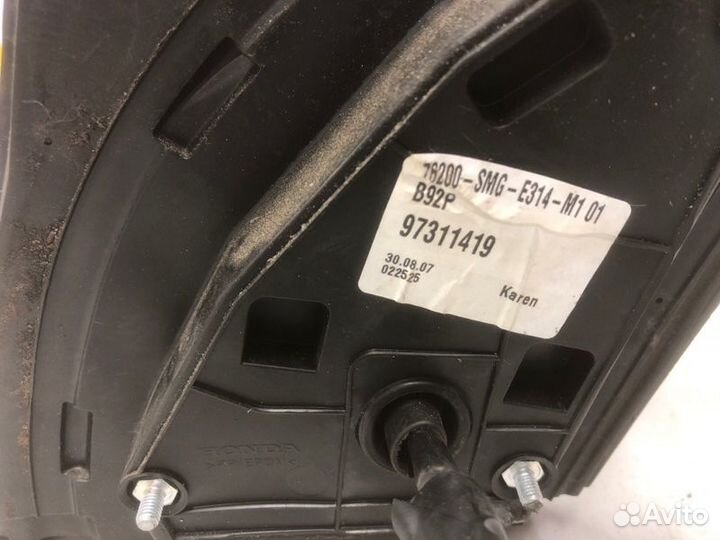 76200-SMG-E314-M1 01
B92P
97311419
30.08.07
022525
Karen
HONDA
Avito